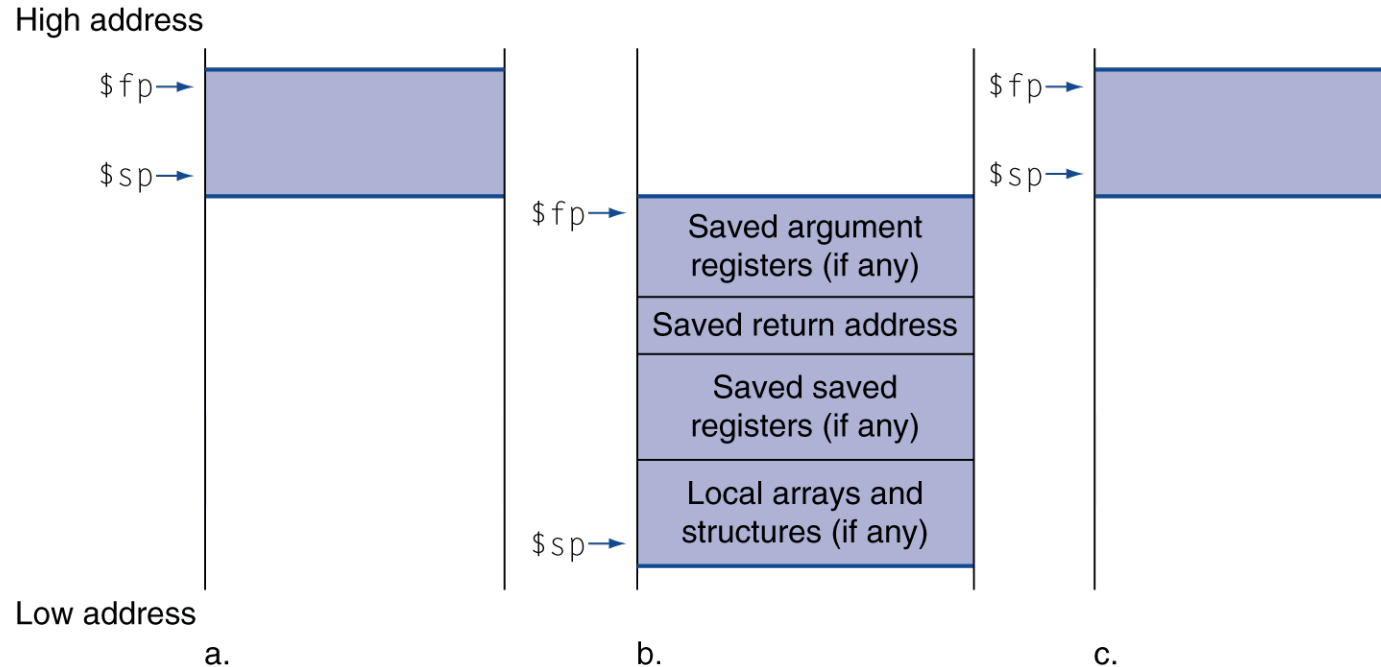 High address
$fp
$sp
$fp
Saved argument
registers (if any)
Saved return address
Saved saved
registers (if any)
Local arrays and
structures (if any)
$sp
$fp
$sp
Low address
a.
b.
c.